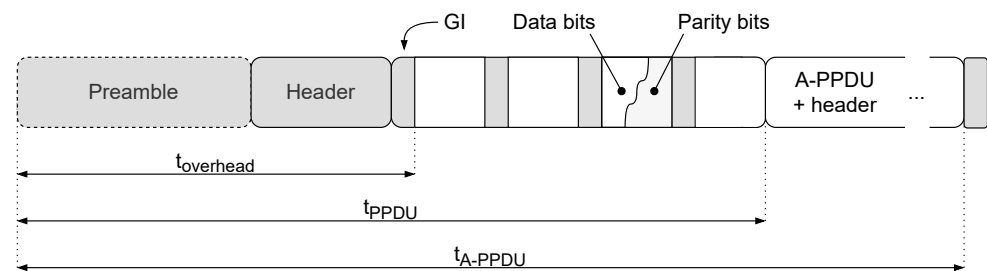 GI
Data bits
Parity bits
Preamble
Header
A-PPDU
+ header
...
t_overhead
t_PPDU
t_A-PPDU